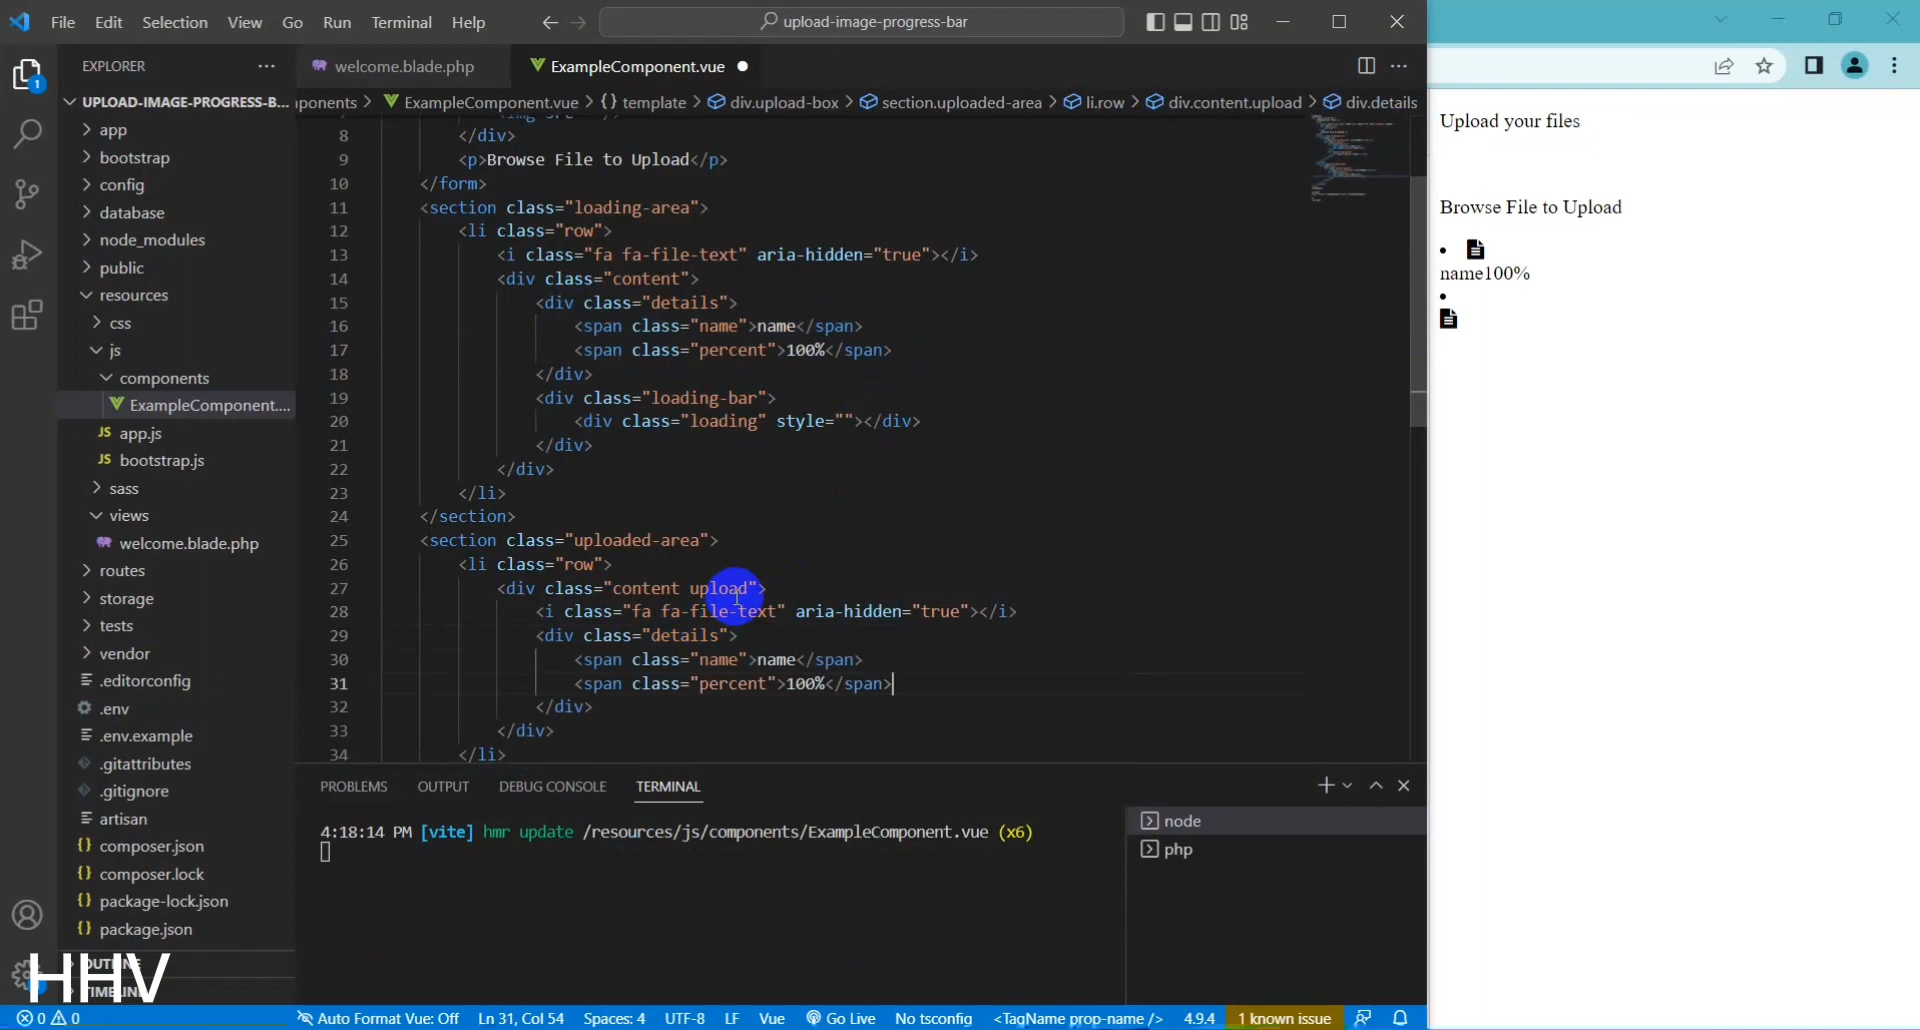 File Edit Selection View Go Run Terminal Help
upload-image-progress-bar
EXPLORER
welcome.blade.php
ExampleComponent.vue
UPLOAD-IMAGE-PROGRESS-B...
ponents > ExampleComponent.vue > {} template > div.upload-box > section.uploaded-area > li.row > div.content.upload > div.details
1
app
bootstrap
config
database
node_modules
public
resources
css
js
components
ExampleComponent....
JS app.js
JS bootstrap.js
sass
views
welcome.blade.php
routes
storage
tests
vendor
.editorconfig
.env
.env.example
.gitattributes
.gitignore
artisan
{} composer.json
{} composer.lock
{} package-lock.json
{} package.json
OUTLINE
TIMELINE
HHV
8 </div>
9 <p>Browse File to Upload</p>
10 </form>
11 <section class="loading-area">
12 <li class="row">
13 <i class="fa fa-file-text" aria-hidden="true"></i>
14 <div class="content">
15 <div class="details">
16 <span class="name">name</span>
17 <span class="percent">100%</span>
18 </div>
19 <div class="loading-bar">
20 <div class="loading" style=""></div>
21 </div>
22 </div>
23 </li>
24 </section>
25 <section class="uploaded-area">
26 <li class="row">
27 <div class="content upload">
28 <i class="fa fa-file-text" aria-hidden="true"></i>
29 <div class="details">
30 <span class="name">name</span>
31 <span class="percent">100%</span>
32 </div>
33 </div>
34 </li>
PROBLEMS OUTPUT DEBUG CONSOLE TERMINAL
4:18:14 PM [vite] hmr update /resources/js/components/ExampleComponent.vue (x6)
node
php
0 0 Auto Format Vue: Off Ln 31, Col 54 Spaces: 4 UTF-8 LF Vue Go Live No tsconfig <TagName prop-name /> 4.9.4 1 known issue
Upload your files
Browse File to Upload
name100%